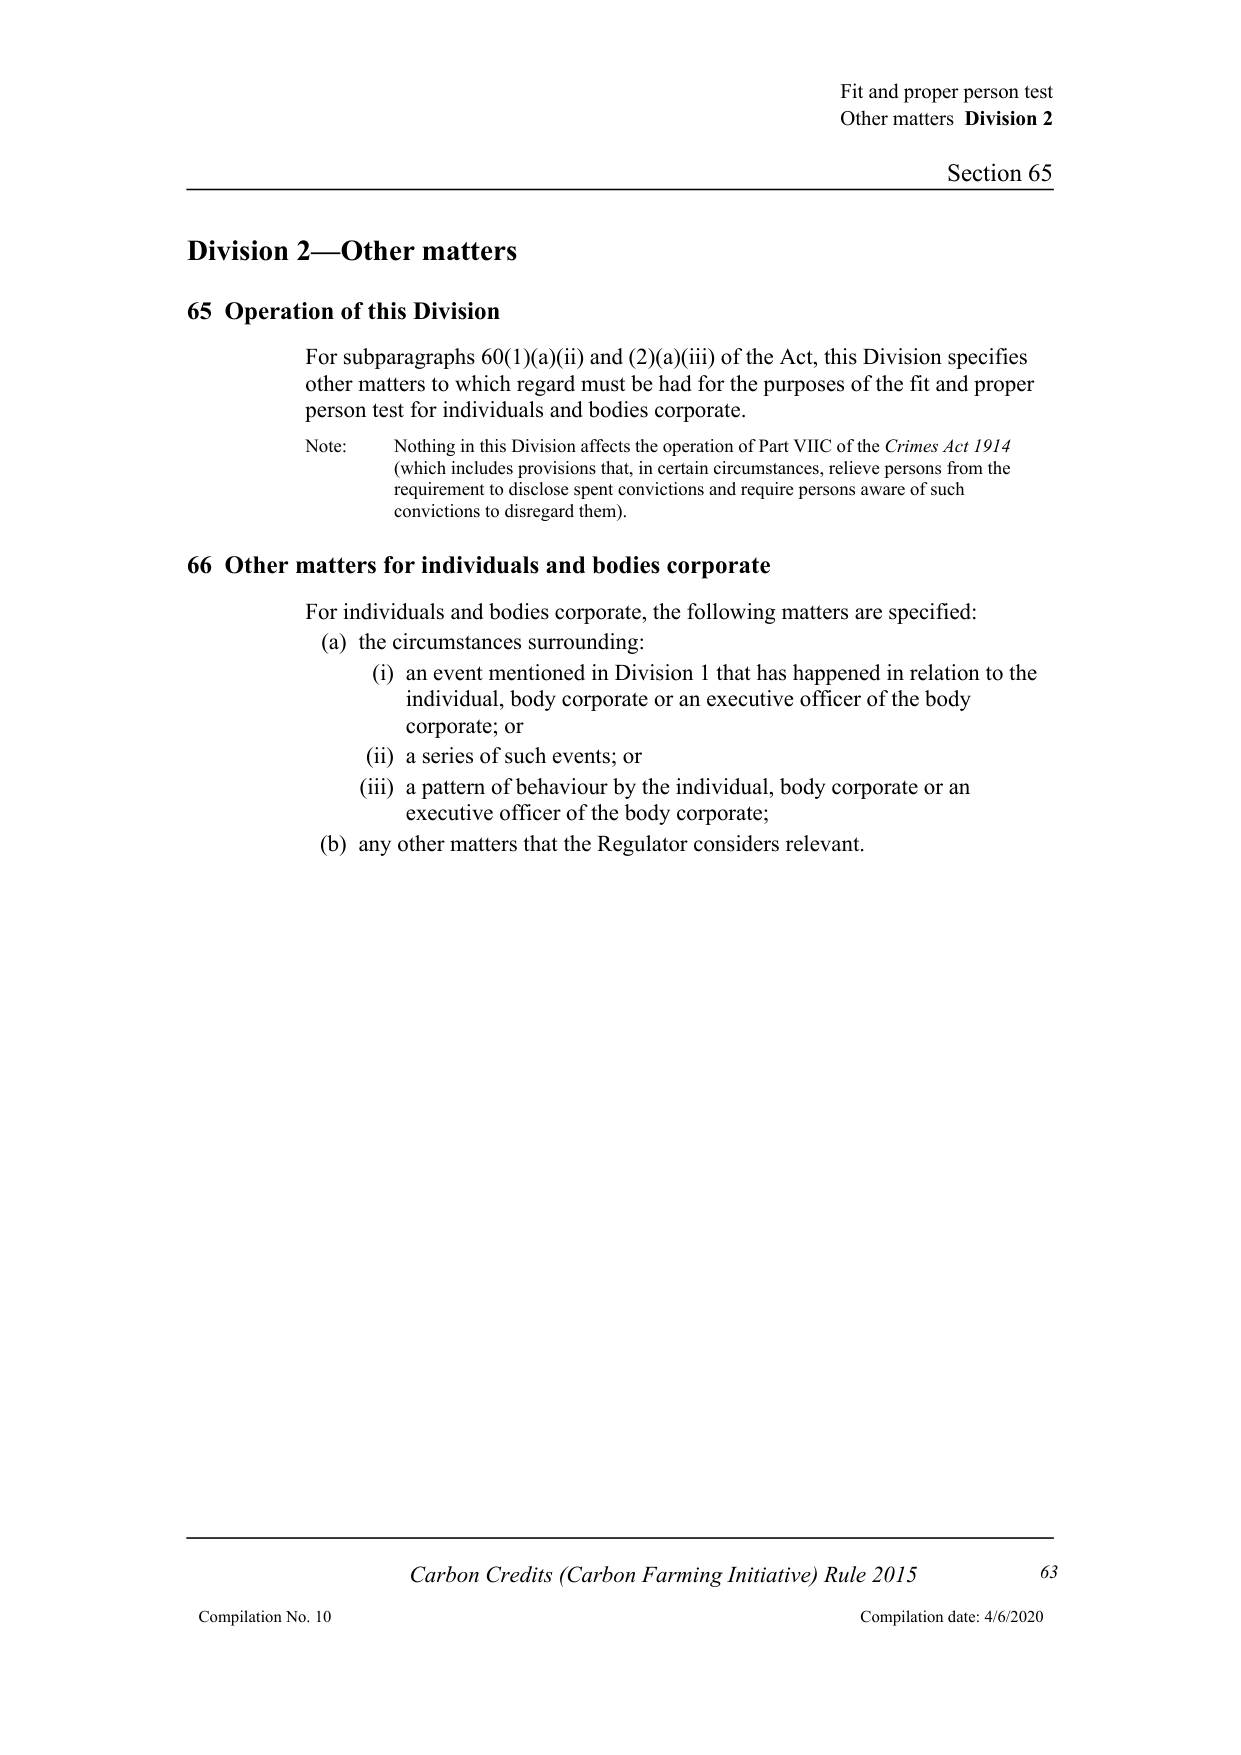 Fit and proper person test
Other matters  Division 2
Section 65
Division 2—Other matters
65  Operation of this Division
For subparagraphs 60(1)(a)(ii) and (2)(a)(iii) of the Act, this Division specifies
other matters to which regard must be had for the purposes of the fit and proper
person test for individuals and bodies corporate.
Note: Nothing in this Division affects the operation of Part VIIC of the Crimes Act 1914
(which includes provisions that, in certain circumstances, relieve persons from the
requirement to disclose spent convictions and require persons aware of such
convictions to disregard them).
66  Other matters for individuals and bodies corporate
For individuals and bodies corporate, the following matters are specified:
(a) the circumstances surrounding:
(i) an event mentioned in Division 1 that has happened in relation to the
individual, body corporate or an executive officer of the body
corporate; or
(ii) a series of such events; or
(iii) a pattern of behaviour by the individual, body corporate or an
executive officer of the body corporate;
(b) any other matters that the Regulator considers relevant.
Carbon Credits (Carbon Farming Initiative) Rule 2015 63
Compilation No. 10 Compilation date: 4/6/2020